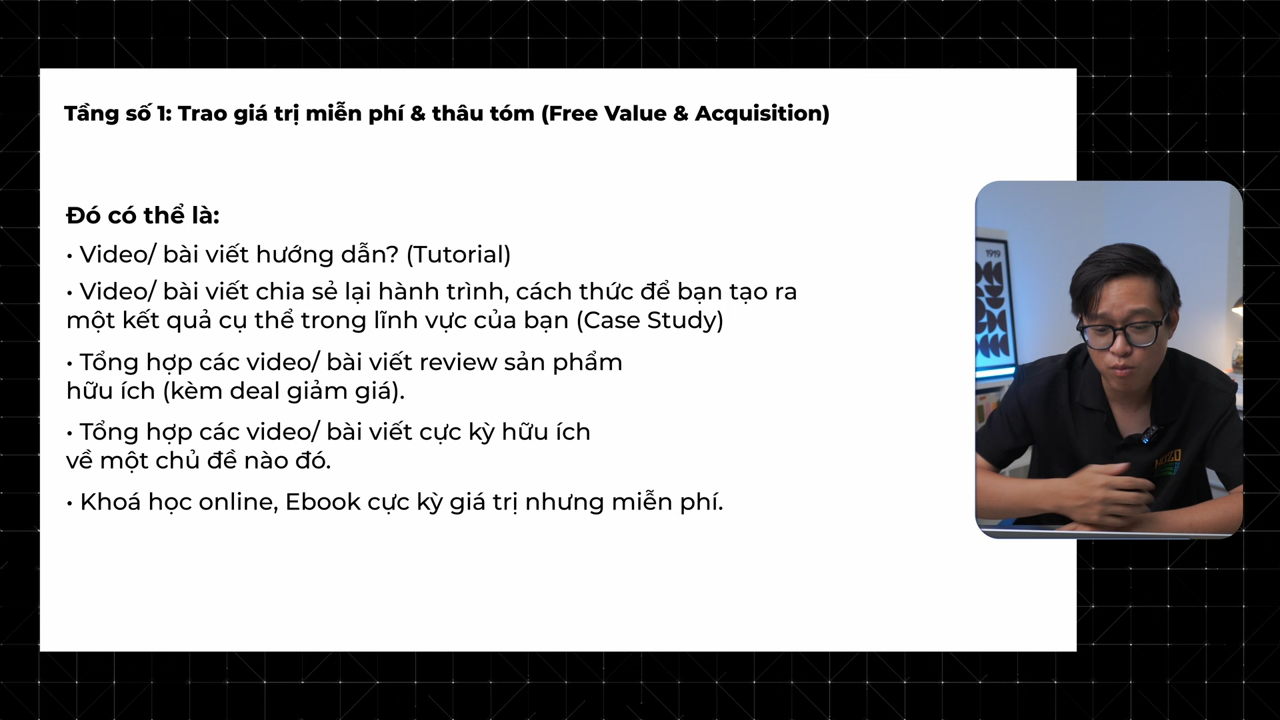 Tầng số 1: Trao giá trị miễn phí & thâu tóm (Free Value & Acquisition)
Đó có thể là:
• Video/ bài viết hướng dẫn? (Tutorial)
• Video/ bài viết chia sẻ lại hành trình, cách thức để bạn tạo ra
một kết quả cụ thể trong lĩnh vực của bạn (Case Study)
• Tổng hợp các video/ bài viết review sản phẩm
hữu ích (kèm deal giảm giá).
• Tổng hợp các video/ bài viết cực kỳ hữu ích
về một chủ đề nào đó.
• Khoá học online, Ebook cực kỳ giá trị nhưng miễn phí.
1919